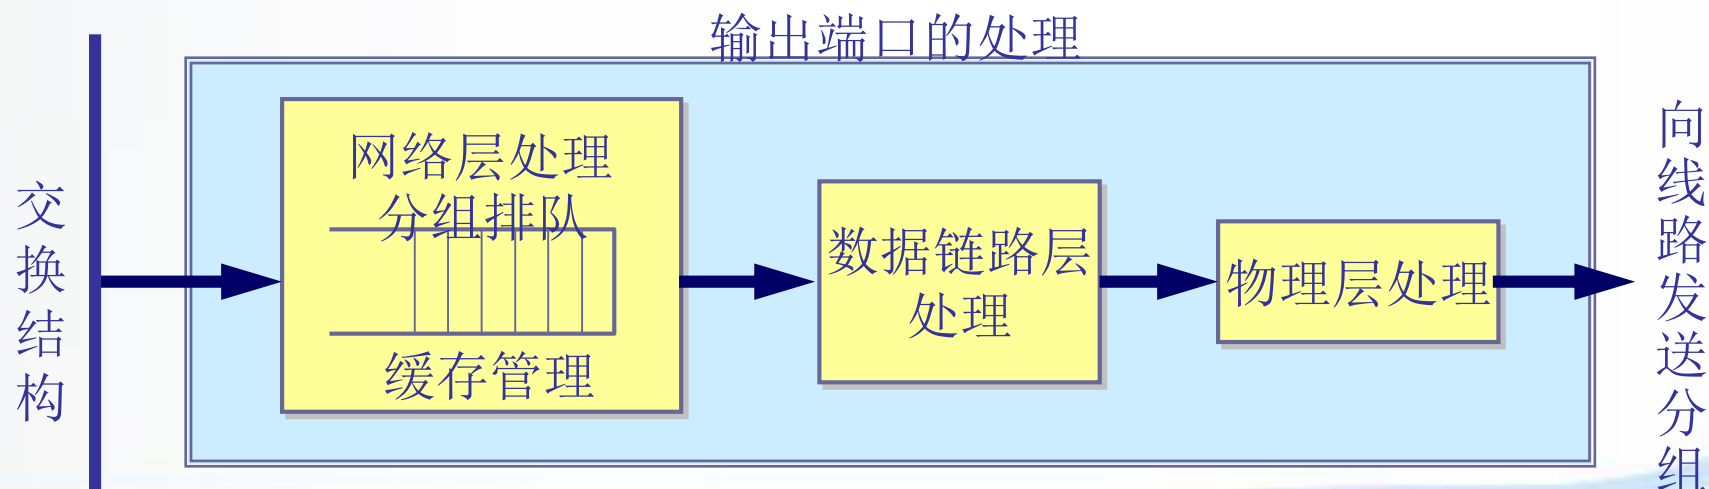 输出端口的处理
交换结构
网络层处理
分组排队
缓存管理
数据链路层
处理
物理层处理
向线路发送分组